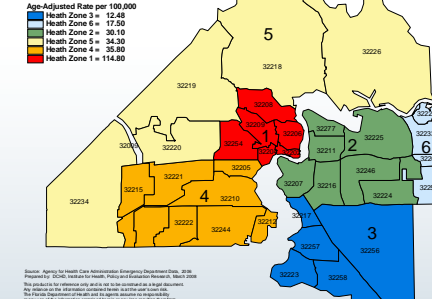 Age-Adjusted Rate per 100,000
Heath Zone 3 = 12.48
Heath Zone 6 = 17.50
Heath Zone 2 = 30.10
Heath Zone 5 = 34.30
Heath Zone 4 = 35.80
Heath Zone 1 = 114.80
5
32226
32218
32219
32208
32277
32225
32209
1
32206
32254
2
32211
6
32220
32205
32246
32221
32207
32216
32215
4
32210
32224
32234
32217
32212
32222
32244
3
32257
32256
32223
32258
Source: Agency for Health Care Administration Emergency Department Data, 2006
Prepared by: DCHD, Institute for Health, Policy and Evaluation Research, March 2008
This product is for reference only and is not to be construed as a legal document.
Any reliance on the information contained herein is at the user's own risk.
The Florida Department of Health and its agents assume no responsibility